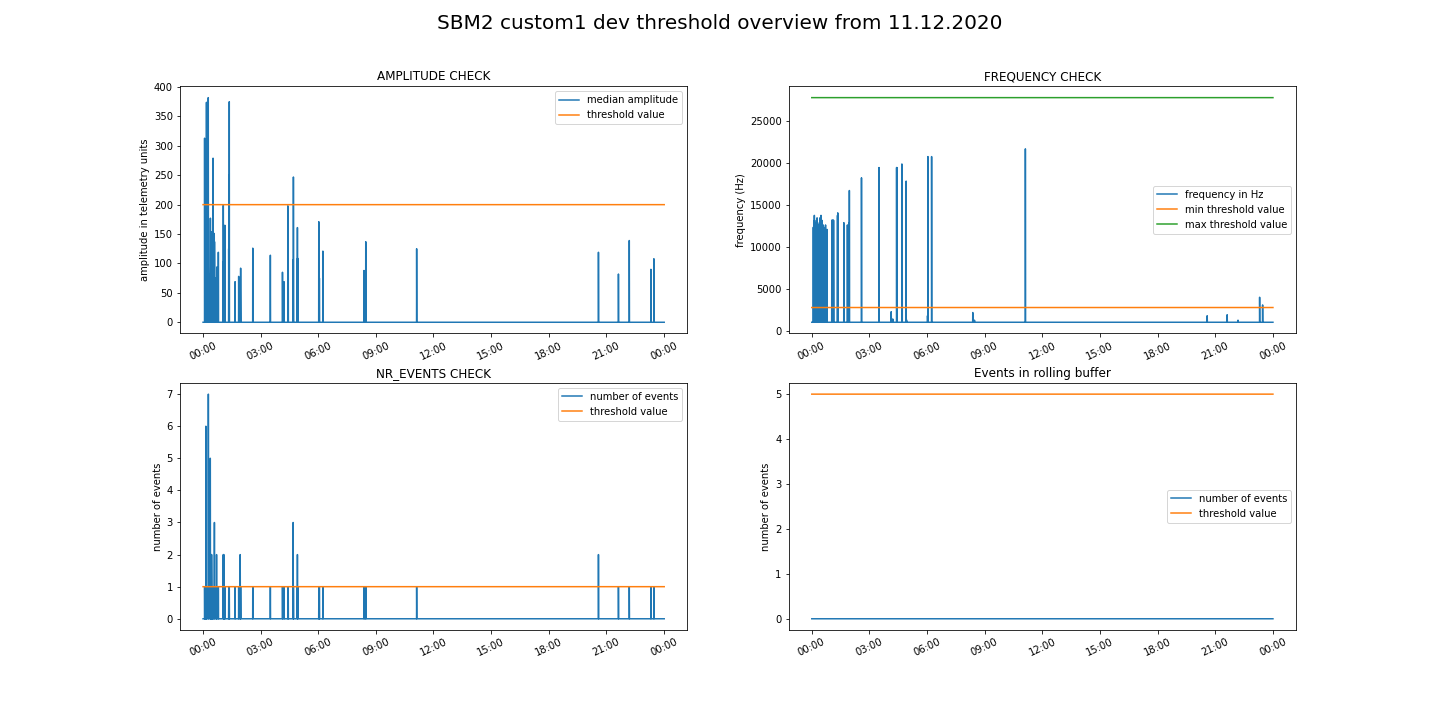 SBM2 custom1 dev threshold overview from 11.12.2020
AMPLITUDE CHECK
amplitude in telemetry units
400
350
300
250
200
150
100
50
0
median amplitude
threshold value
00:00 03:00 06:00 09:00 12:00 15:00 18:00 21:00 00:00
FREQUENCY CHECK
frequency (Hz)
25000
20000
15000
10000
5000
0
frequency in Hz
min threshold value
max threshold value
00:00 03:00 06:00 09:00 12:00 15:00 18:00 21:00 00:00
NR_EVENTS CHECK
number of events
7
6
5
4
3
2
1
0
number of events
threshold value
00:00 03:00 06:00 09:00 12:00 15:00 18:00 21:00 00:00
Events in rolling buffer
number of events
5
4
3
2
1
0
number of events
threshold value
00:00 03:00 06:00 09:00 12:00 15:00 18:00 21:00 00:00